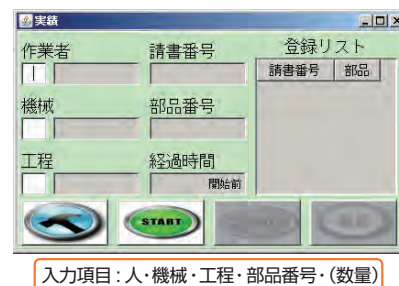 実績
作業者 請書番号 登録リスト
請書番号 部品
機械 部品番号
工程 経過時間
開始前
START
入力項目：人・機械・工程・部品番号・(数量)